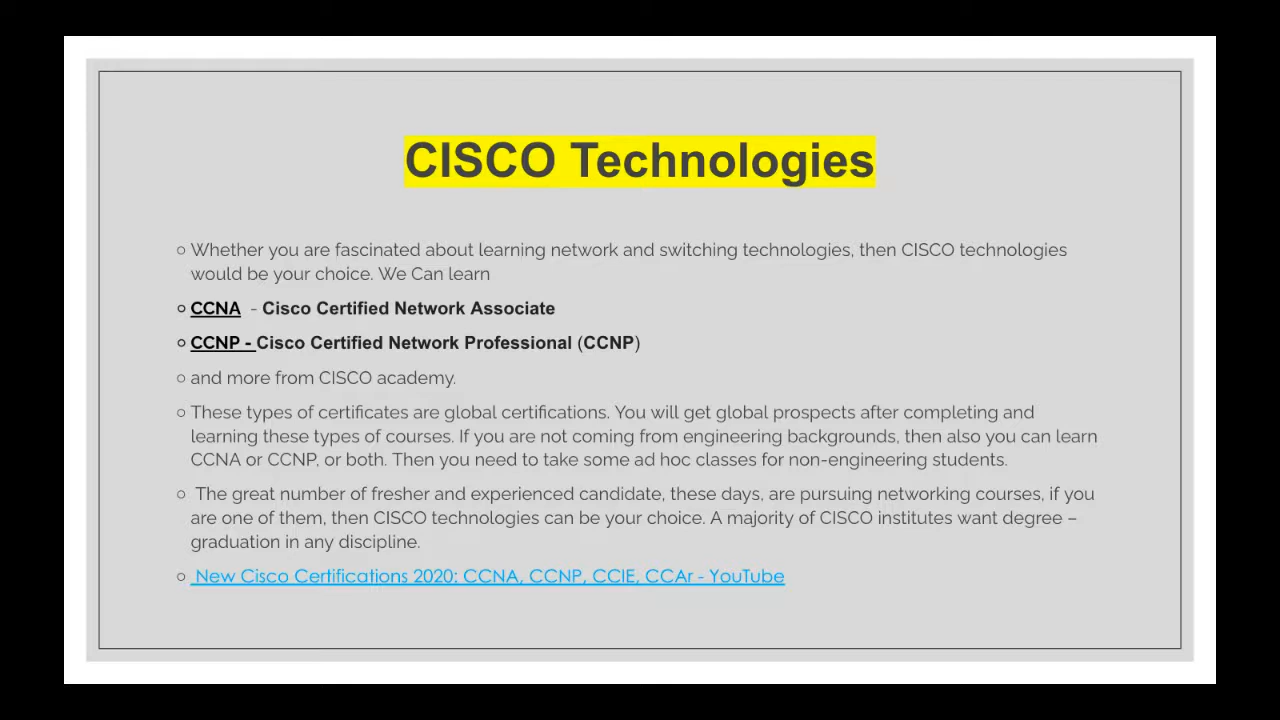 CISCO Technologies
○ Whether you are fascinated about learning network and switching technologies, then CISCO technologies
would be your choice. We Can learn
○ CCNA - Cisco Certified Network Associate
○ CCNP - Cisco Certified Network Professional (CCNP)
○ and more from CISCO academy.
○ These types of certificates are global certifications. You will get global prospects after completing and
learning these types of courses. If you are not coming from engineering backgrounds, then also you can learn
CCNA or CCNP, or both. Then you need to take some ad hoc classes for non-engineering students.
○ The great number of fresher and experienced candidate, these days, are pursuing networking courses, if you
are one of them, then CISCO technologies can be your choice. A majority of CISCO institutes want degree –
graduation in any discipline.
○ New Cisco Certifications 2020: CCNA, CCNP, CCIE, CCAr - YouTube